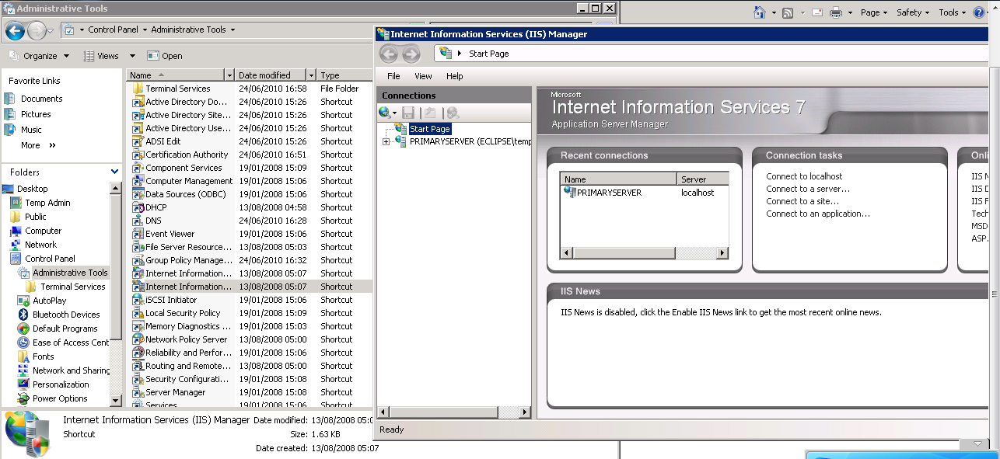 Administrative Tools
Control Panel Administrative Tools
Organize Views Open
Favorite Links
Documents
Pictures
Music
More »
Folders
Desktop
Temp Admin
Public
Computer
Network
Control Panel
Administrative Tools
Terminal Services
AutoPlay
Bluetooth Devices
Default Programs
Ease of Access Cent
Fonts
Network and Sharing
Personalization
Power Options
Name Date modified Type
Terminal Services 24/06/2010 16:58 File Folder
Active Directory Do... 24/06/2010 15:26 Shortcut
Active Directory Site... 24/06/2010 15:26 Shortcut
Active Directory Use... 24/06/2010 15:26 Shortcut
ADSI Edit 24/06/2010 15:26 Shortcut
Certification Authority 24/06/2010 16:51 Shortcut
Component Services 19/01/2008 15:09 Shortcut
Computer Management 19/01/2008 15:06 Shortcut
Data Sources (ODBC) 19/01/2008 15:06 Shortcut
DHCP 13/08/2008 04:58 Shortcut
DNS 24/06/2010 16:28 Shortcut
Event Viewer 19/01/2008 15:06 Shortcut
File Server Resource... 13/08/2008 05:03 Shortcut
Group Policy Manage... 24/06/2010 16:32 Shortcut
Internet Information... 13/08/2008 05:07 Shortcut
Internet Information... 13/08/2008 05:07 Shortcut
iSCSI Initiator 19/01/2008 15:06 Shortcut
Local Security Policy 19/01/2008 15:09 Shortcut
Memory Diagnostics ... 19/01/2008 15:03 Shortcut
Network Policy Server 13/08/2008 05:00 Shortcut
Reliability and Perfor... 19/01/2008 15:06 Shortcut
Routing and Remote... 13/08/2008 05:00 Shortcut
Security Configurati... 19/01/2008 15:08 Shortcut
Server Manager 19/01/2008 15:08 Shortcut
Services 19/01/2008 15:06 Shortcut
Internet Information Services (IIS) Manager Date modified: 13/08/2008 05:0
Shortcut Size: 1.63 KB
Date created: 13/08/2008 05:07
Page Safety Tools
Internet Information Services (IIS) Manager
Start Page
File View Help
Connections
Start Page
PRIMARYSERVER (ECLIPSE\temp
Microsoft
Internet Information Services 7
Application Server Manager
Recent connections
Name Server
PRIMARYSERVER localhost
Connection tasks
Connect to localhost
Connect to a server...
Connect to a site...
Connect to an application...
Onli
IIS N
IIS D
IIS F
Tech
MSD
ASP.
IIS News
IIS News is disabled, click the Enable IIS News link to get the most recent online news.
Ready